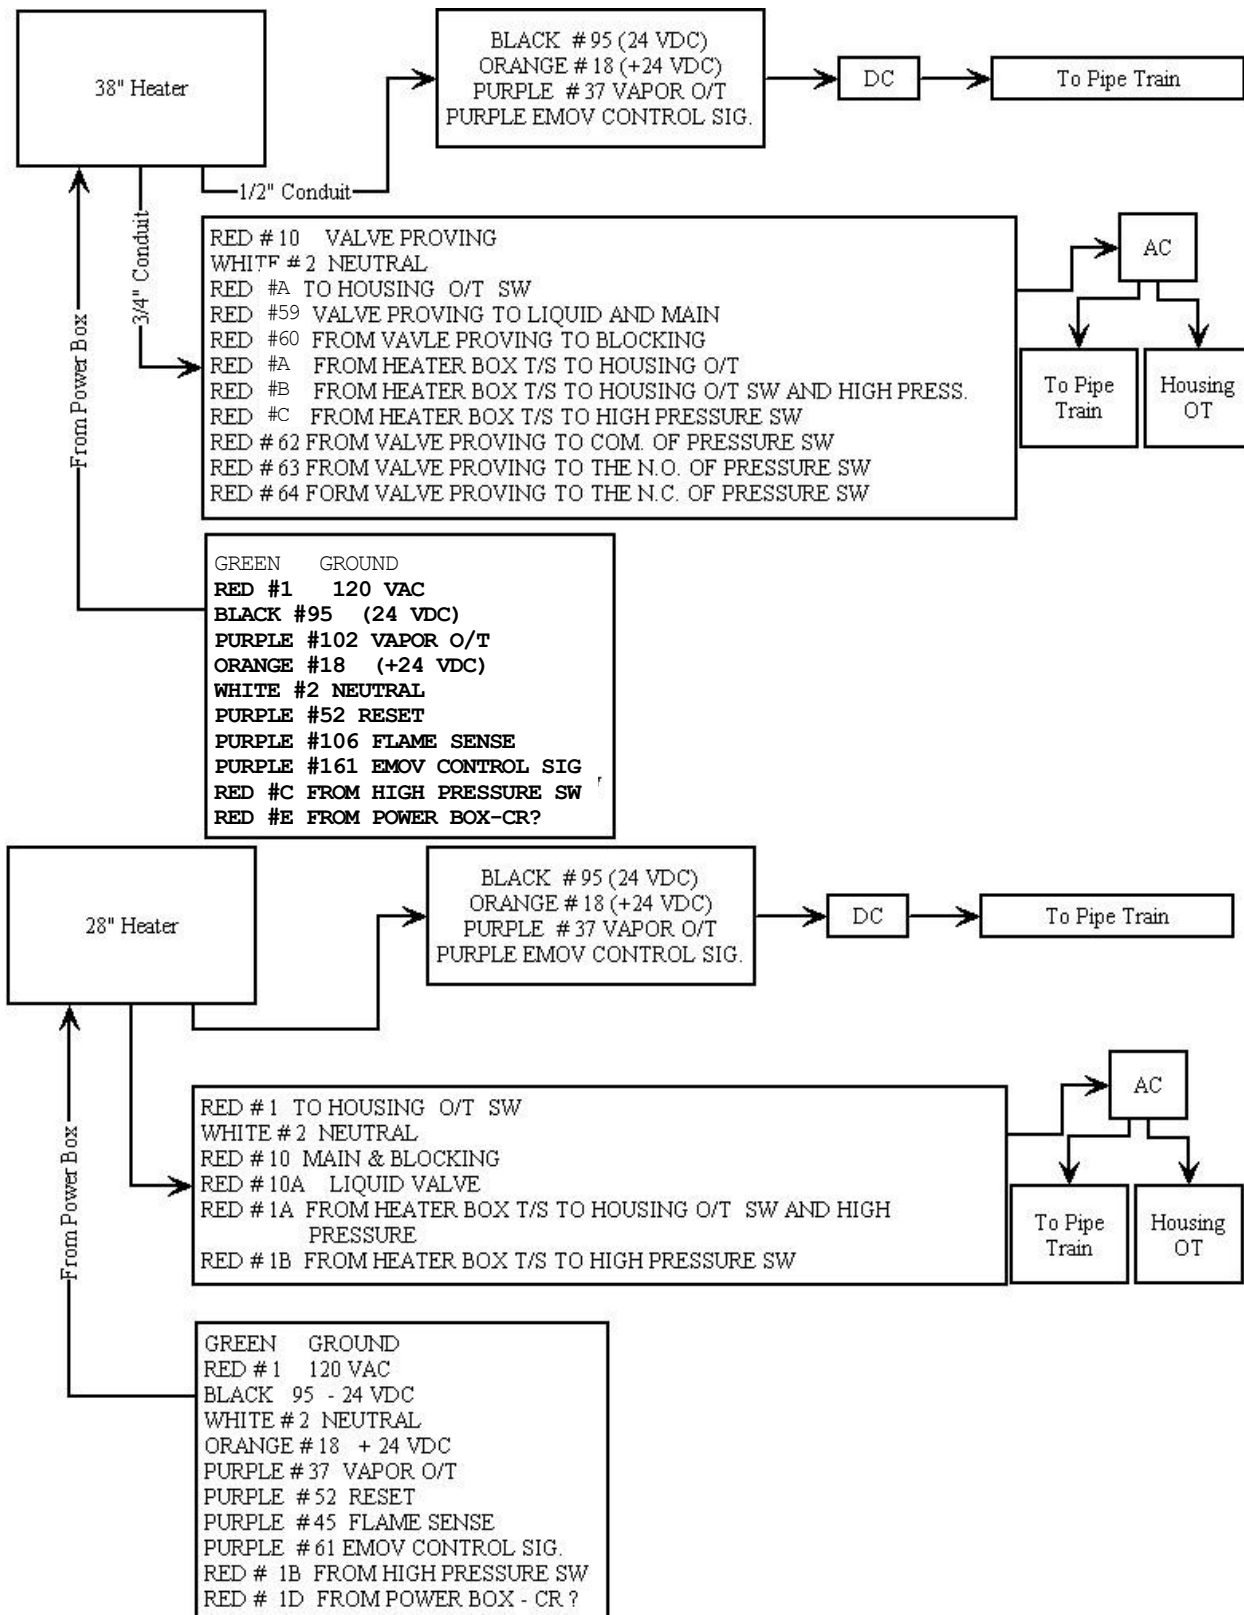 38" Heater
BLACK # 95 (24 VDC)
ORANGE # 18 (+24 VDC)
PURPLE # 37 VAPOR O/T
PURPLE EMOV CONTROL SIG.
DC
To Pipe Train
1/2" Conduit
3/4" Conduit
From Power Box
RED # 10 VALVE PROVING
WHITE # 2 NEUTRAL
RED #A TO HOUSING O/T SW
RED #59 VALVE PROVING TO LIQUID AND MAIN
RED #60 FROM VAVLE PROVING TO BLOCKING
RED #A FROM HEATER BOX T/S TO HOUSING O/T
RED #B FROM HEATER BOX T/S TO HOUSING O/T SW AND HIGH PRESS.
RED #C FROM HEATER BOX T/S TO HIGH PRESSURE SW
RED # 62 FROM VALVE PROVING TO COM. OF PRESSURE SW
RED # 63 FROM VALVE PROVING TO THE N.O. OF PRESSURE SW
RED # 64 FORM VALVE PROVING TO THE N.C. OF PRESSURE SW
AC
To Pipe
Train
Housing
OT
GREEN GROUND
RED #1 120 VAC
BLACK #95 (24 VDC)
PURPLE #102 VAPOR O/T
ORANGE #18 (+24 VDC)
WHITE #2 NEUTRAL
PURPLE #52 RESET
PURPLE #106 FLAME SENSE
PURPLE #161 EMOV CONTROL SIG
RED #C FROM HIGH PRESSURE SW
RED #E FROM POWER BOX-CR?
28" Heater
BLACK # 95 (24 VDC)
ORANGE # 18 (+24 VDC)
PURPLE # 37 VAPOR O/T
PURPLE EMOV CONTROL SIG.
DC
To Pipe Train
From Power Box
RED # 1 TO HOUSING O/T SW
WHITE # 2 NEUTRAL
RED # 10 MAIN & BLOCKING
RED # 10A LIQUID VALVE
RED # 1A FROM HEATER BOX T/S TO HOUSING O/T SW AND HIGH
PRESSURE
RED # 1B FROM HEATER BOX T/S TO HIGH PRESSURE SW
AC
To Pipe
Train
Housing
OT
GREEN GROUND
RED # 1 120 VAC
BLACK 95 - 24 VDC
WHITE # 2 NEUTRAL
ORANGE # 18 + 24 VDC
PURPLE # 37 VAPOR O/T
PURPLE # 52 RESET
PURPLE # 45 FLAME SENSE
PURPLE # 61 EMOV CONTROL SIG.
RED # 1B FROM HIGH PRESSURE SW
RED # 1D FROM POWER BOX - CR ?